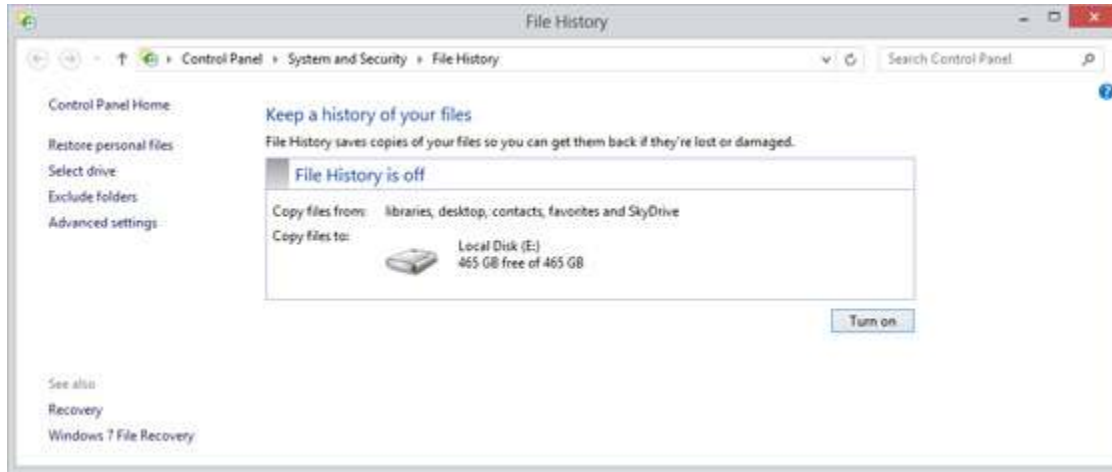 File History
Control Panel ▸ System and Security ▸ File History
Search Control Panel
Control Panel Home
Restore personal files
Select drive
Exclude folders
Advanced settings
Keep a history of your files
File History saves copies of your files so you can get them back if they're lost or damaged.
File History is off
Copy files from: libraries, desktop, contacts, favorites and SkyDrive
Copy files to:
Local Disk (E:)
465 GB free of 465 GB
Turn on
See also
Recovery
Windows 7 File Recovery